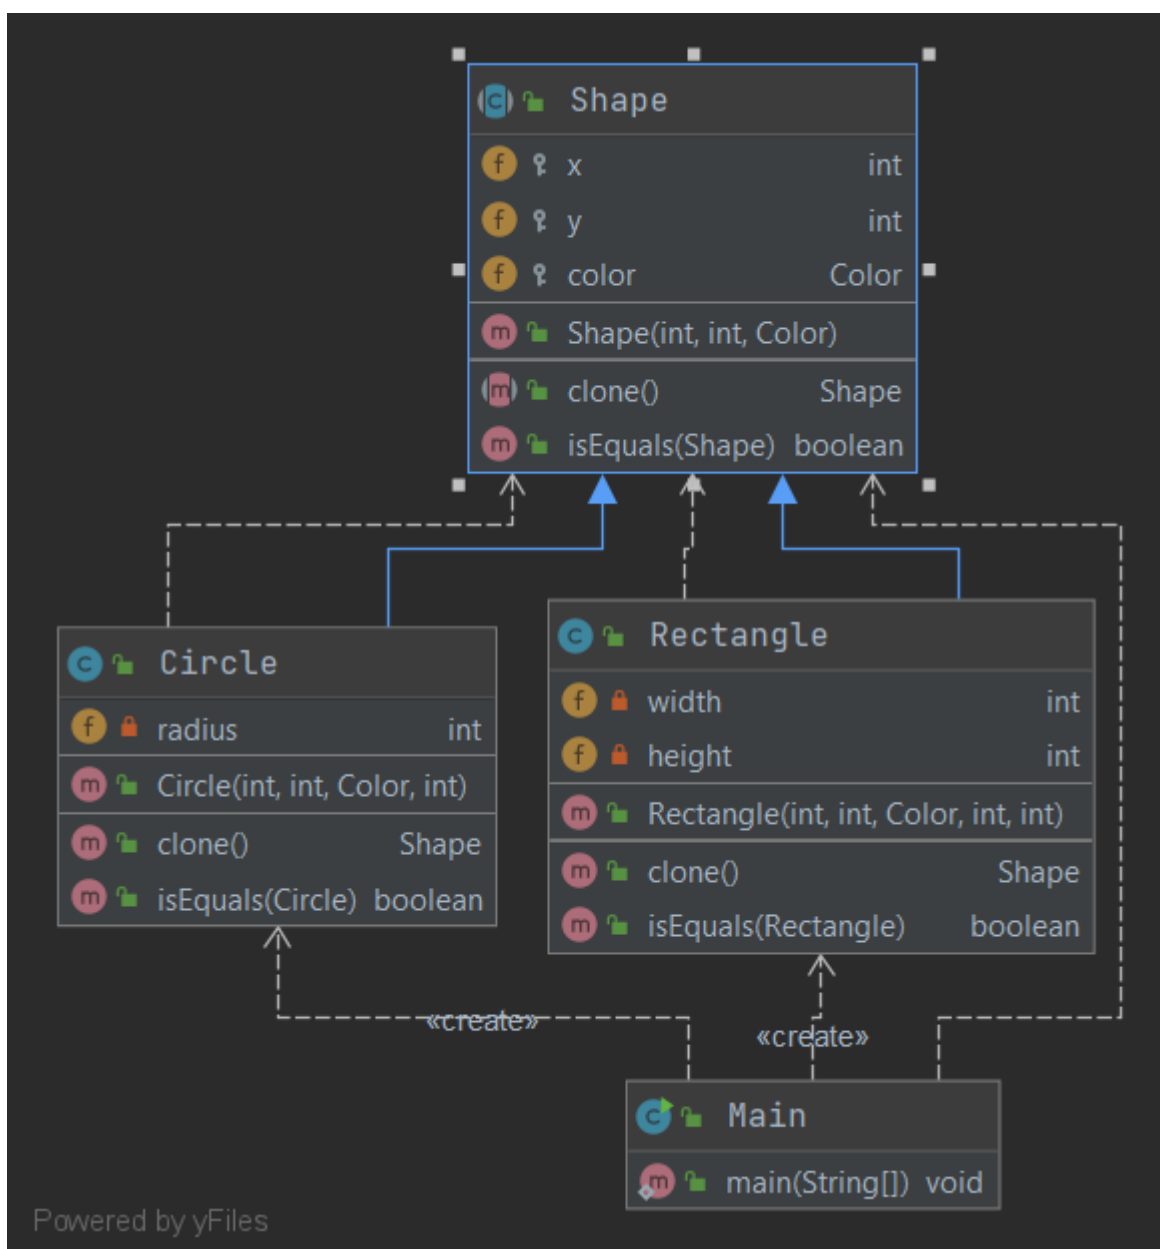 Shape
x int
y int
color Color
Shape(int, int, Color)
clone() Shape
isEquals(Shape) boolean
Circle
radius int
Circle(int, int, Color, int)
clone() Shape
isEquals(Circle) boolean
Rectangle
width int
height int
Rectangle(int, int, Color, int, int)
clone() Shape
isEquals(Rectangle) boolean
«create»
«create»
Main
main(String[]) void
Powered by yFiles